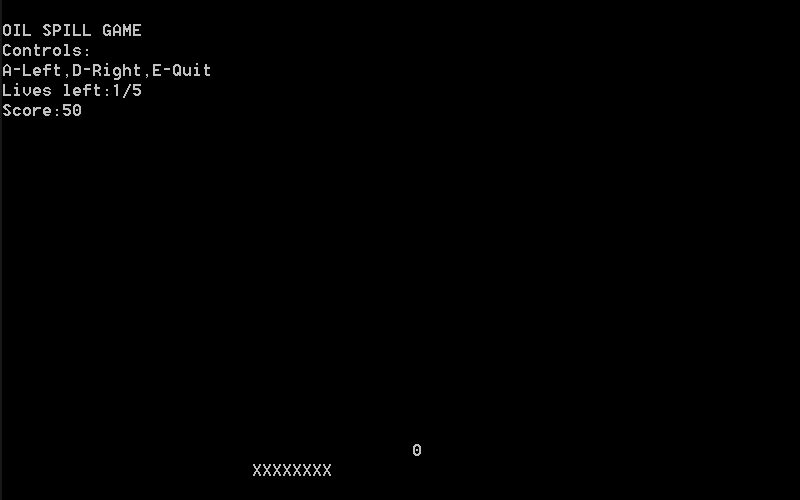 OIL SPILL GAME
Controls:
A-Left,D-Right,E-Quit
Lives left:1/5
Score:50
0
XXXXXXXX